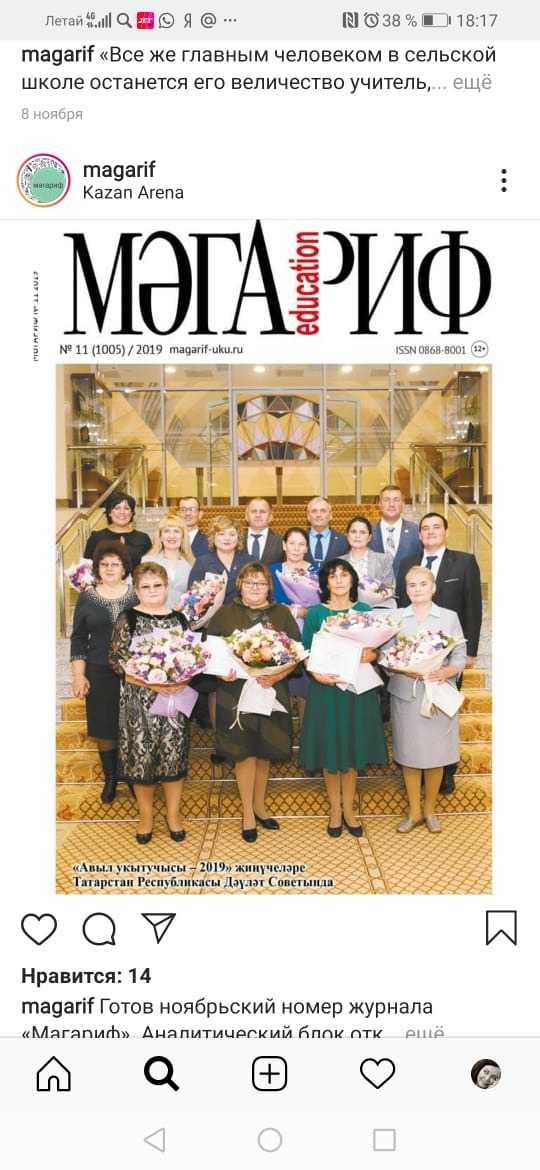 Летай 4G JET Я @ ... 38 % 18:17
magarif «Все же главным человеком в сельской
школе останется его величество учитель,... ещё
8 ноября
мәгариф
magarif
Kazan Arena
МӘГАРИФ
education
№ 11 (1005) / 2019 magarif-uku.ru
ISSN 0868-8001 12+
«Авыл укытучысы – 2019» җиңүчеләре
Татарстан Республикасы Дәүләт Советында
Нравится: 14
magarif Готов ноябрьский номер журнала
«Магариф». Аналитический блок отк... ещё